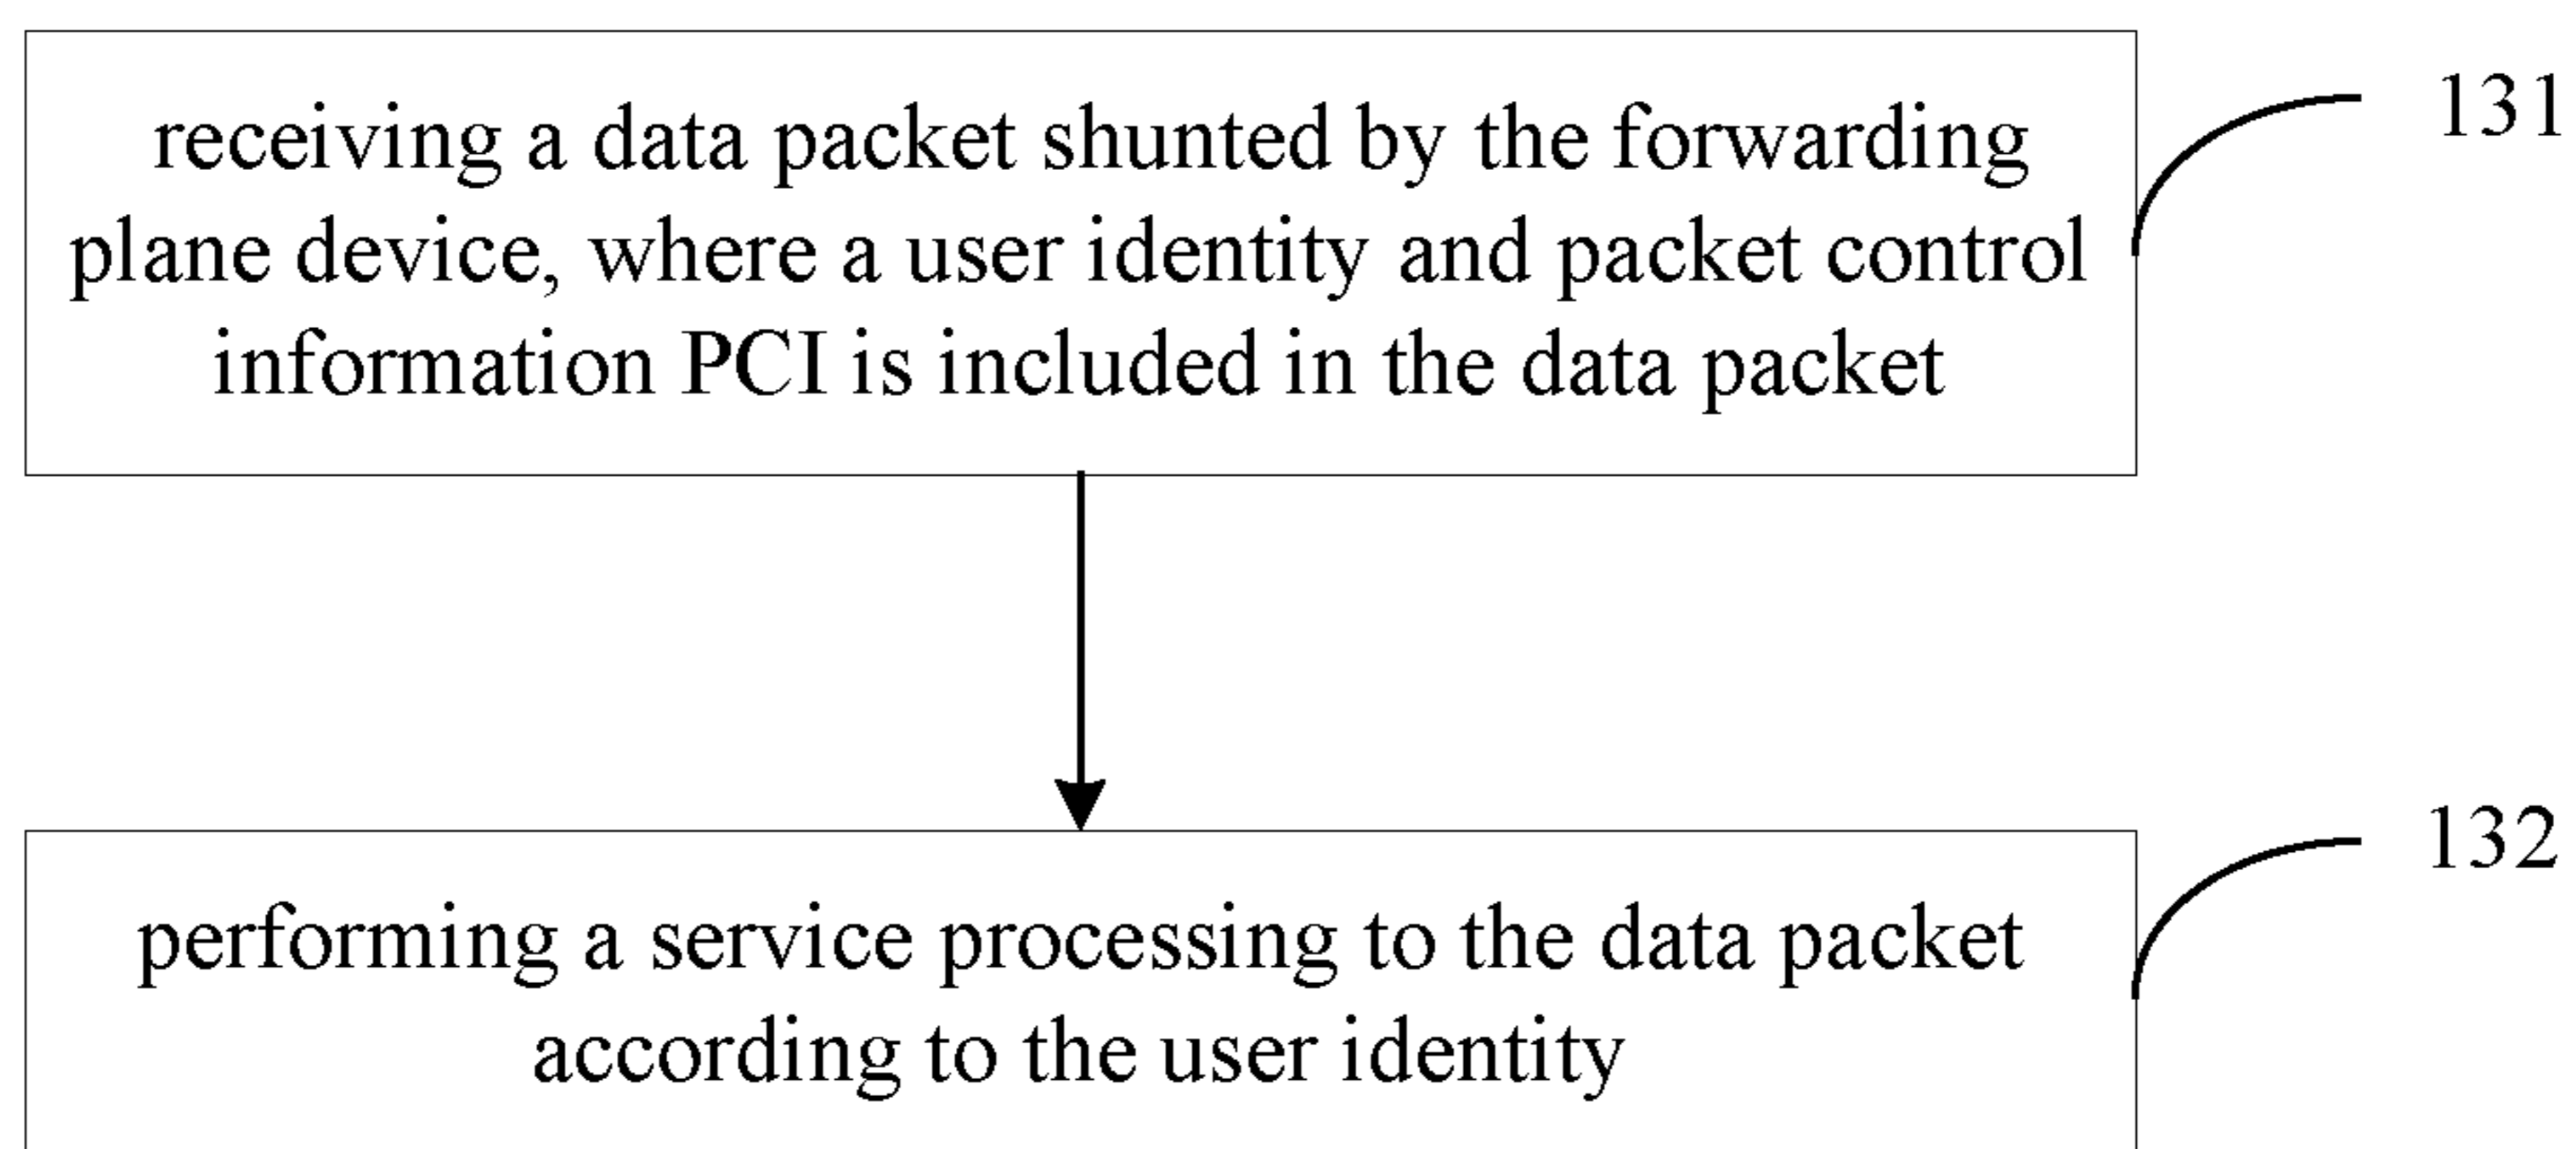 receiving a data packet shunted by the forwarding
plane device, where a user identity and packet control
information PCI is included in the data packet
131
performing a service processing to the data packet
according to the user identity
132